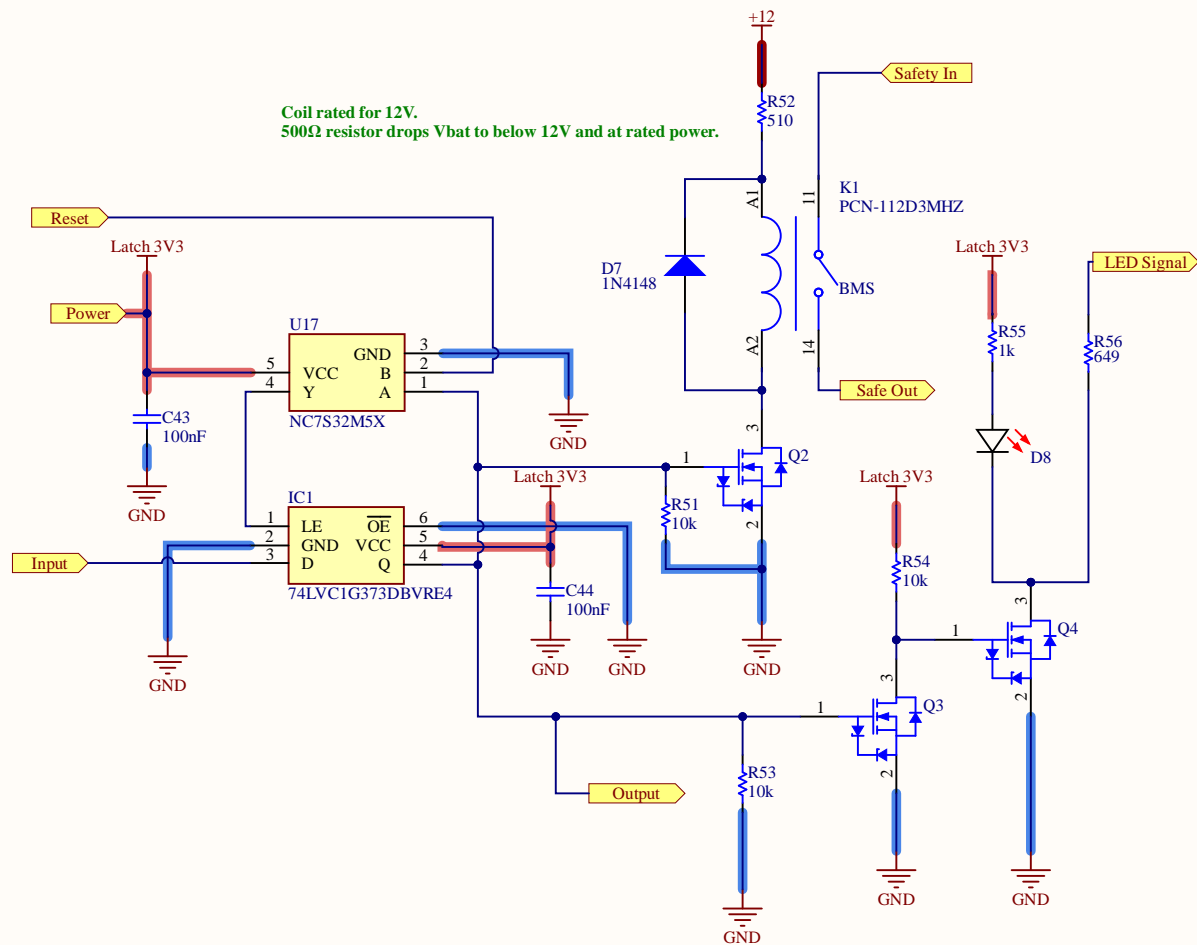 +12
Safety In
R52
510
Coil rated for 12V.
500Ω resistor drops Vbat to below 12V and at rated power.
A1
11
K1
PCN-112D3MHZ
Reset
Latch 3V3
Latch 3V3
LED Signal
D7
1N4148
BMS
Power
U17
R55
1k
R56
649
A2
14
GND
3
5
VCC
B
2
4
Y
A
1
Safe Out
NC7S32M5X
C43
100nF
GND
3
D8
1
Q2
Latch 3V3
Latch 3V3
GND
IC1
R51
10k
2
1
LE
OE
6
2
GND
VCC
5
Input
3
D
Q
4
74LVC1G373DBVRE4
C44
100nF
R54
10k
3
1
Q4
GND
GND
GND
GND
3
2
1
Q3
R53
10k
2
Output
GND
GND
GND